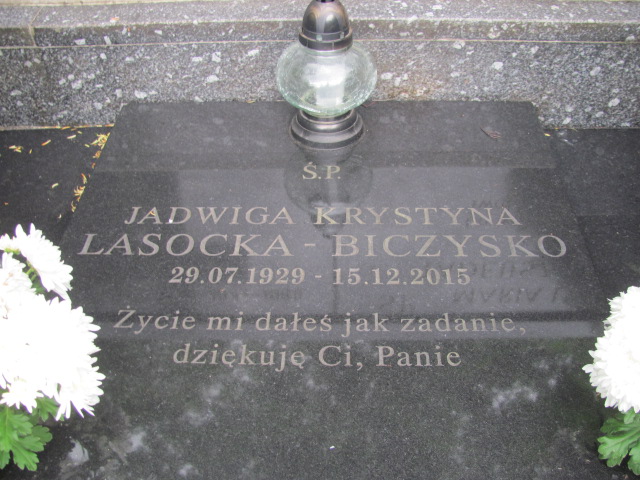 Ś.P.
JADWIGA KRYSTYNA
LASOCKA - BICZYSKO
29.07.1929 - 15.12.2015
Życie mi dałeś jak zadanie,
dziękuję Ci, Panie